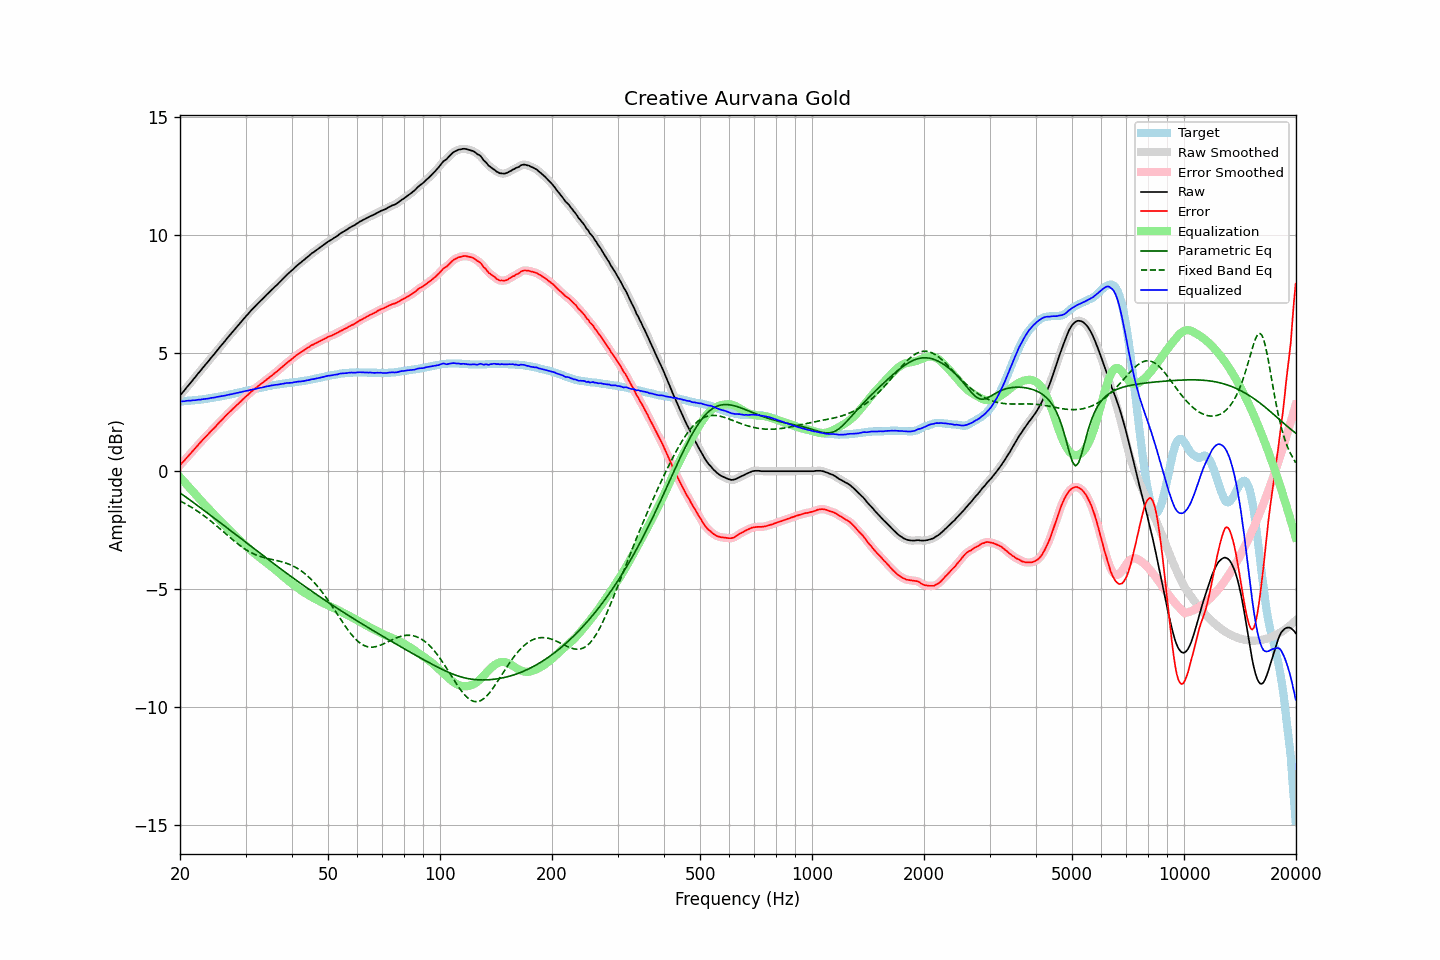 Creative Aurvana Gold
Amplitude (dBr)
15
10
5
0
−5
−10
−15
Target
Raw Smoothed
Error Smoothed
Raw
Error
Equalization
Parametric Eq
Fixed Band Eq
Equalized
20 50 100 200 500 1000 2000 5000 10000 20000
Frequency (Hz)